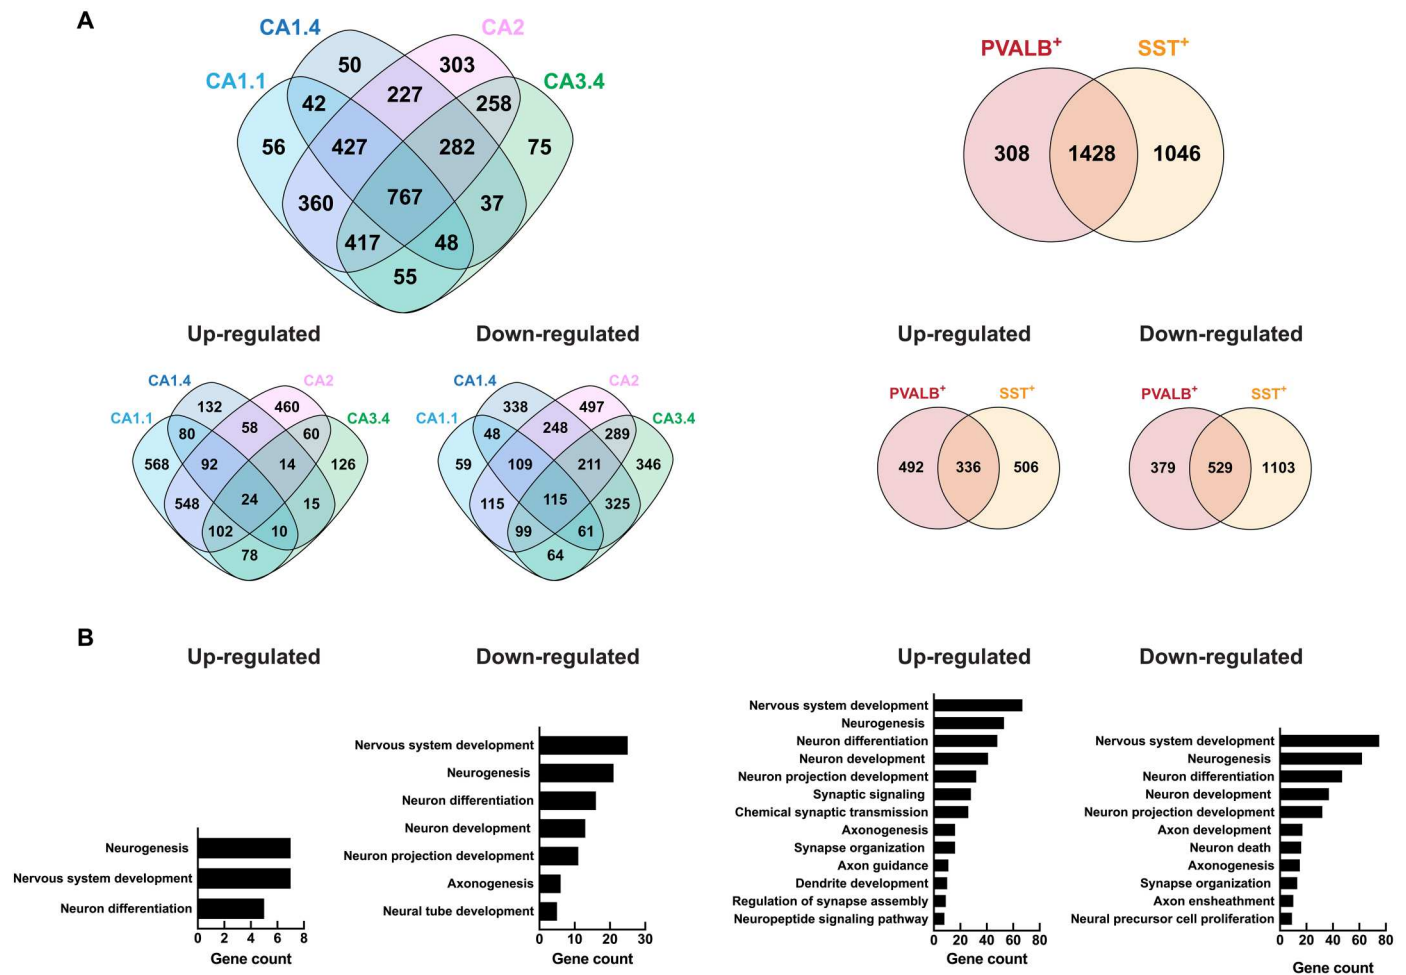 A
CA1.4
CA2
CA1.1
CA3.4
50
303
42
227
258
56
427
282
75
360
767
37
417
48
55
PVALB+
SST+
308
1428
1046
Up-regulated
Down-regulated
CA1.4
CA2
CA1.1
CA3.4
132
460
80
58
60
568
92
14
126
548
24
15
102
10
78
CA1.4
CA2
CA1.1
CA3.4
338
497
48
248
289
59
109
211
346
115
115
325
99
61
64
Up-regulated
Down-regulated
PVALB+
SST+
492
336
506
PVALB+
SST+
379
529
1103
B
Up-regulated
Down-regulated
Neurogenesis
Nervous system development
Neuron differentiation
0 2 4 6 8
Gene count
Nervous system development
Neurogenesis
Neuron differentiation
Neuron development
Neuron projection development
Axonogenesis
Neural tube development
0 10 20 30
Gene count
Up-regulated
Down-regulated
Nervous system development
Neurogenesis
Neuron differentiation
Neuron development
Neuron projection development
Synaptic signaling
Chemical synaptic transmission
Axonogenesis
Synapse organization
Axon guidance
Dendrite development
Regulation of synapse assembly
Neuropeptide signaling pathway
0 20 40 60 80
Gene count
Nervous system development
Neurogenesis
Neuron differentiation
Neuron development
Neuron projection development
Axon development
Neuron death
Axonogenesis
Synapse organization
Axon ensheathment
Neural precursor cell proliferation
0 20 40 60 80
Gene count